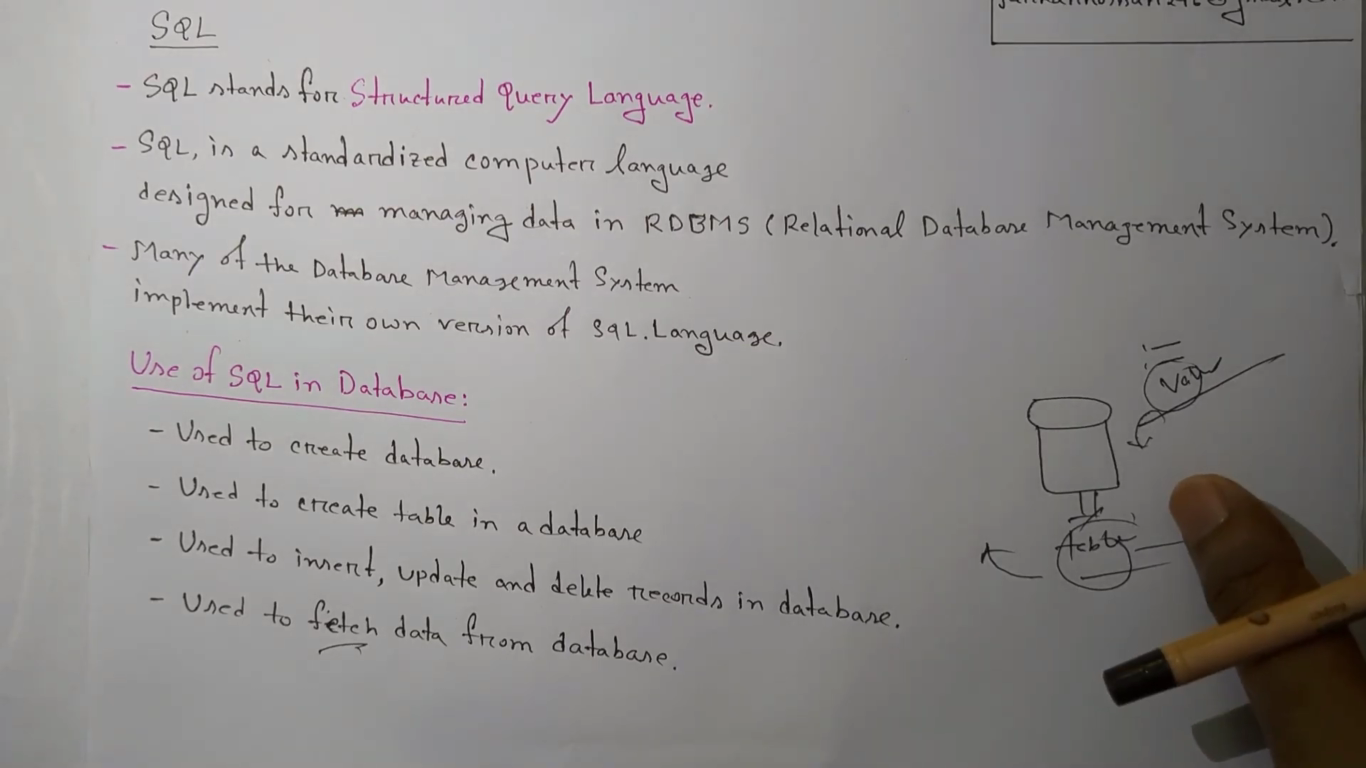 SQL
- SQL stands for Structured Query Language.
- SQL, is a standardized computer language
designed for managing data in RDBMS (Relational Database Management System).
- Many of the Database Management System
implement their own version of SQL.Language.
Use of SQL in Database:
- Used to create database.
- Used to create table in a database
- Used to insert, update and delete records in database.
- Used to fetch data from database.